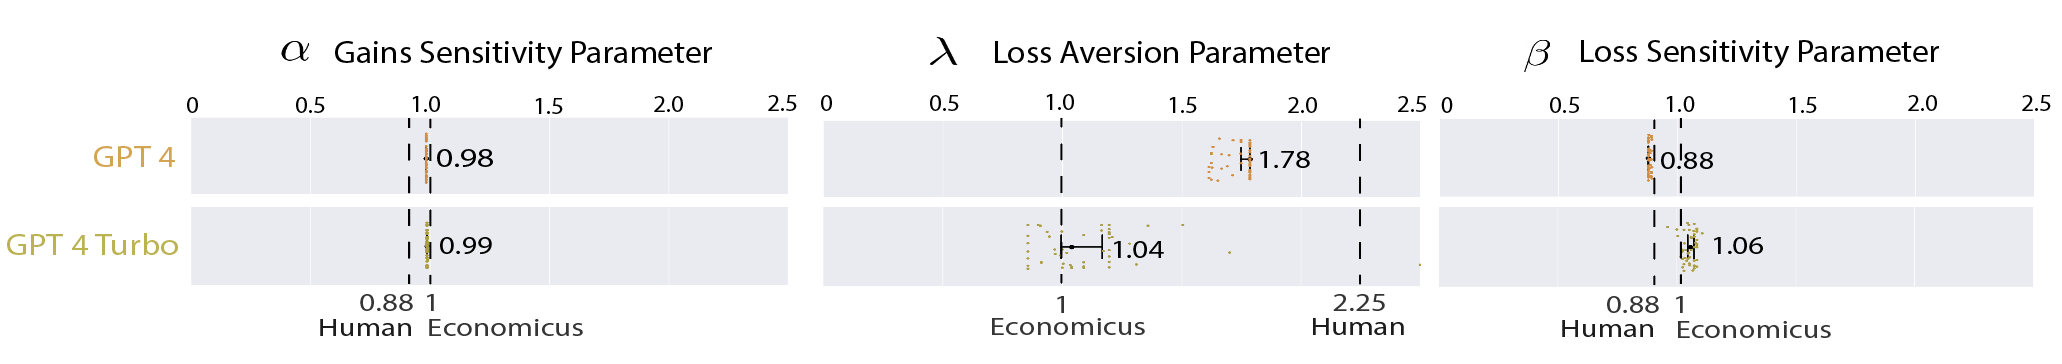 α Gains Sensitivity Parameter
λ Loss Aversion Parameter
β Loss Sensitivity Parameter
0 0.5 1.0 1.5 2.0 2.5
0 0.5 1.0 1.5 2.0 2.5
0 0.5 1.0 1.5 2.0 2.5
GPT 4
0.98
1.78
0.88
GPT 4 Turbo
0.99
1.04
1.06
0.88 1
Human Economicus
1 2.25
Economicus Human
0.88 1
Human Economicus